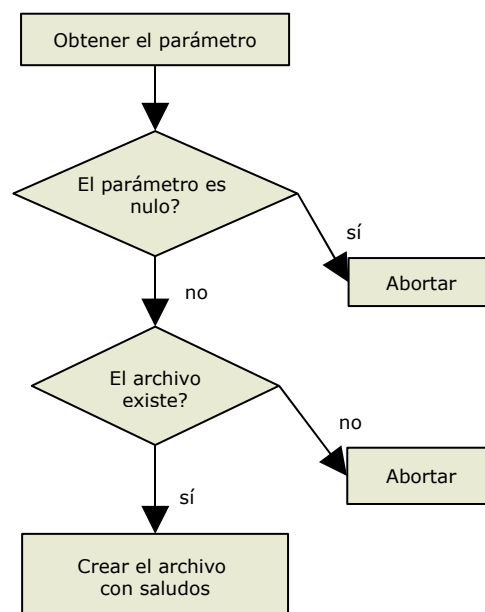 Obtener el parámetro
El parámetro es
nulo?
sí
Abortar
no
El archivo
existe?
no
Abortar
sí
Crear el archivo
con saludos